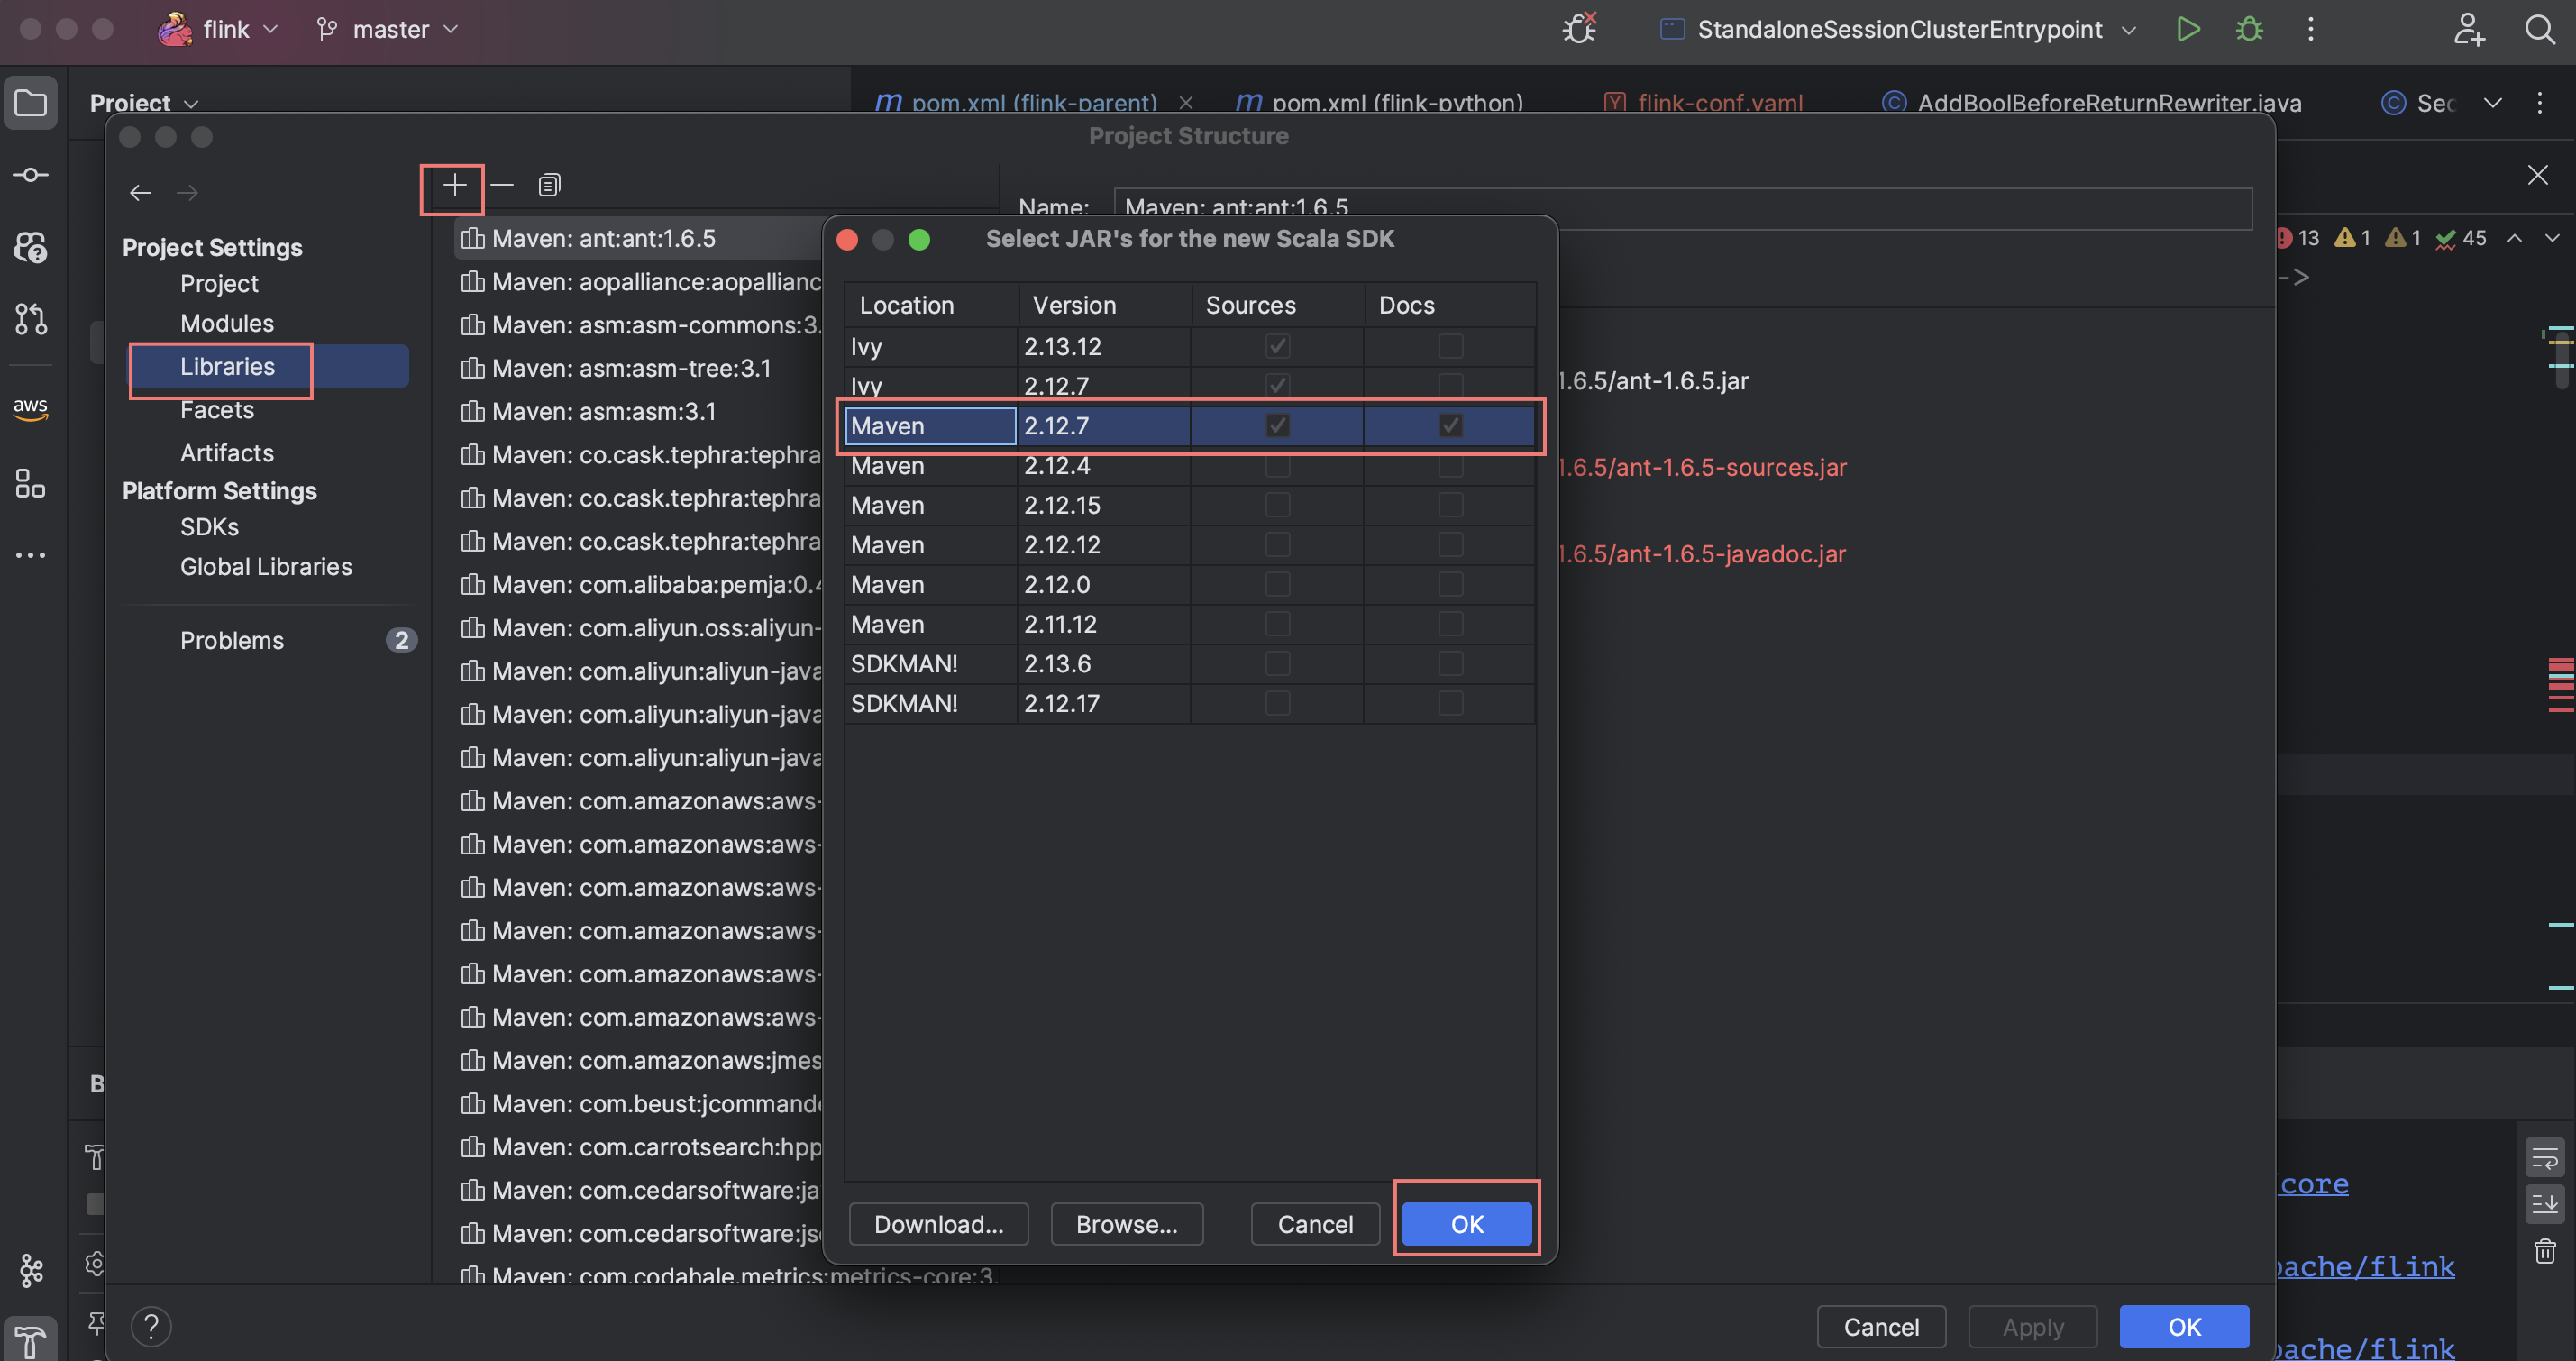 flink
master
StandaloneSessionClusterEntrypoint
Project
pom.xml (flink-parent)
pom.xml (flink-python)
flink-conf.yaml
AddBoolBeforeReturnRewriter.java
Project Structure
Name:
Maven: ant:ant:1.6.5
Project Settings
Project
Modules
Libraries
Facets
Artifacts
Platform Settings
SDKs
Global Libraries
Problems
2
aws
Maven: ant:ant:1.6.5
Maven: aopalliance:aopallianc
Maven: asm:asm-commons:3.
Maven: asm:asm-tree:3.1
Maven: asm:asm:3.1
Maven: co.cask.tephra:tephra
Maven: co.cask.tephra:tephra
Maven: co.cask.tephra:tephra
Maven: com.alibaba:pemja:0.4
Maven: com.aliyun.oss:aliyun-
Maven: com.aliyun:aliyun-java
Maven: com.aliyun:aliyun-java
Maven: com.aliyun:aliyun-java
Maven: com.amazonaws:aws-
Maven: com.amazonaws:aws-
Maven: com.amazonaws:aws-
Maven: com.amazonaws:aws-
Maven: com.amazonaws:aws-
Maven: com.amazonaws:aws-
Maven: com.amazonaws:jmes
Maven: com.beust:jcommande
Maven: com.carrotsearch:hpp
Maven: com.cedarsoftware:ja
Maven: com.cedarsoftware:js
Maven: com.codahale.metrics:metrics-core:3.
Select JAR's for the new Scala SDK
Location Version Sources Docs
Ivy 2.13.12
Ivy 2.12.7
Maven 2.12.7
Maven 2.12.4
Maven 2.12.15
Maven 2.12.12
Maven 2.12.0
Maven 2.11.12
SDKMAN! 2.13.6
SDKMAN! 2.12.17
Download...
Browse...
Cancel
OK
13 1 1 45
->
1.6.5/ant-1.6.5.jar
1.6.5/ant-1.6.5-sources.jar
1.6.5/ant-1.6.5-javadoc.jar
B
core
pache/flink
pache/flink
?
Cancel
Apply
OK